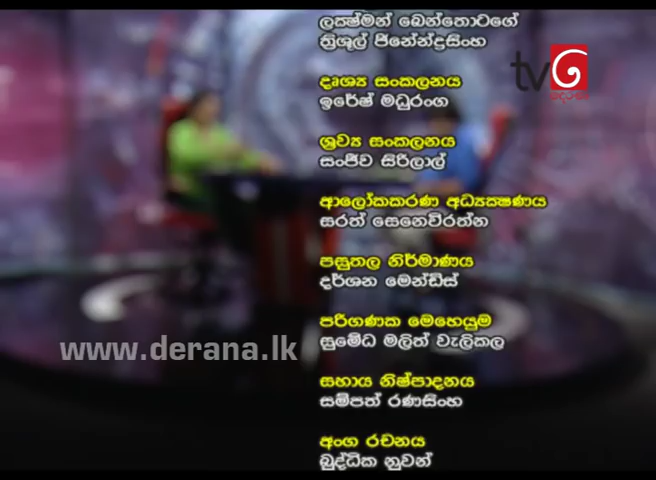 ලක්ෂ්මන් බෙන්තොටගේ
ත්‍රිශූල් ජිනේන්ද්‍රසිංහ
tv
දෘශ්‍ය සංකලනය
ඉරේෂ් මධුරංග
ශ්‍රව්‍ය සංකලනය
සංජීව සිරිලාල්
ආලෝකකරණ අධ්‍යක්ෂණය
සරත් සෙනෙවිරත්න
පසුතල නිර්මාණය
දර්ශන මෙන්ඩිස්
පරිගණක මෙහෙයුම
සුමේධ මලිත් වැලිකල
www.derana.lk
සහාය නිෂ්පාදනය
සම්පත් රණසිංහ
අංග රචනය
බුද්ධික නුවන්